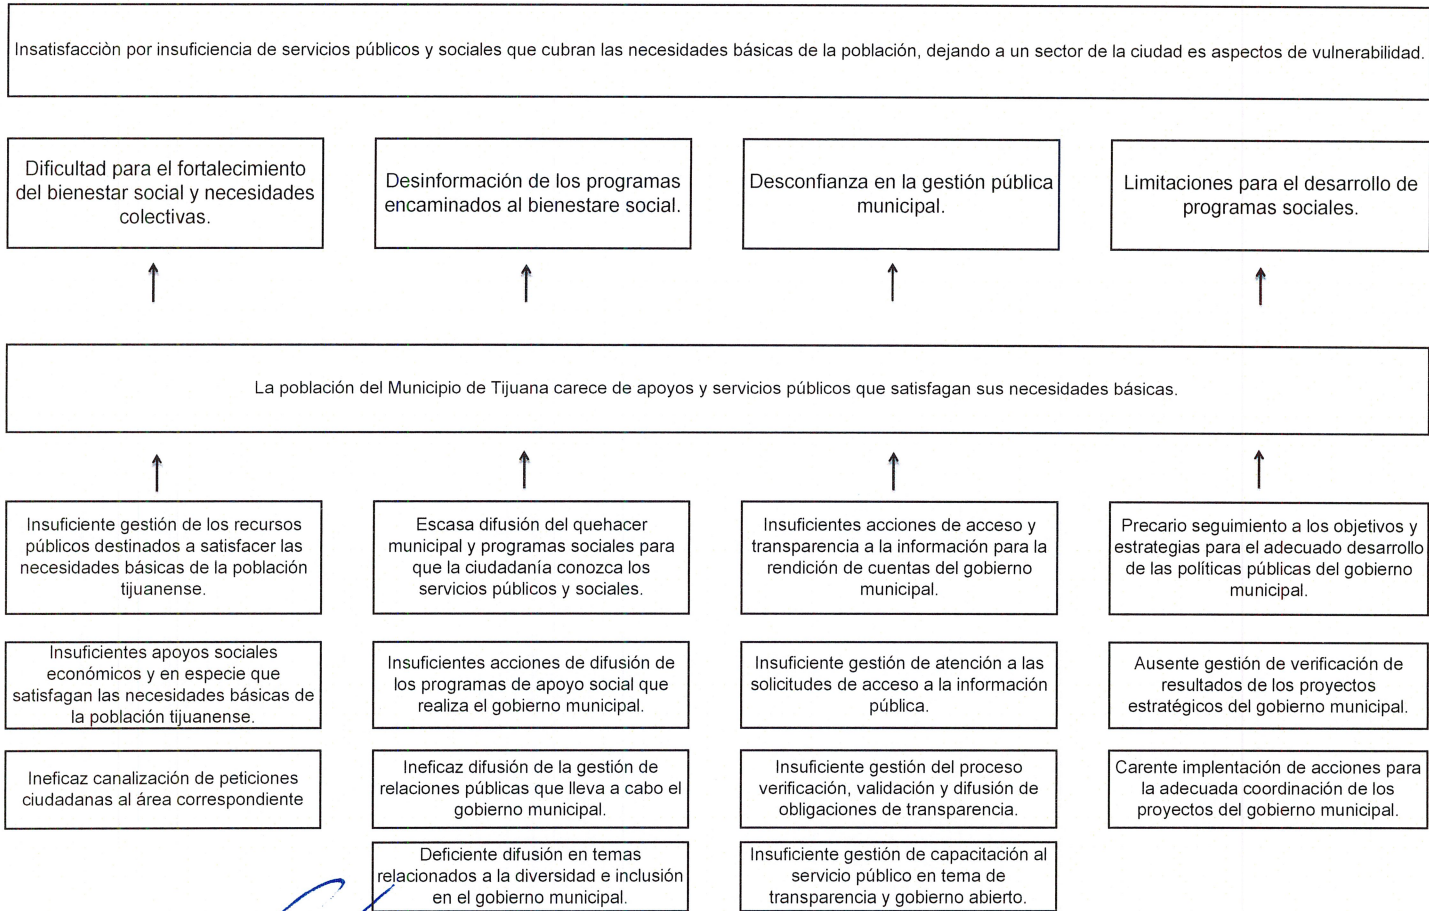 Insatisfacciòn por insuficiencia de servicios públicos y sociales que cubran las necesidades básicas de la población, dejando a un sector de la ciudad es aspectos de vulnerabilidad.
Dificultad para el fortalecimiento
del bienestar social y necesidades
colectivas.
Desinformación de los programas
encaminados al bienestare social.
Desconfianza en la gestión pública
municipal.
Limitaciones para el desarrollo de
programas sociales.
La población del Municipio de Tijuana carece de apoyos y servicios públicos que satisfagan sus necesidades básicas.
Insuficiente gestión de los recursos
públicos destinados a satisfacer las
necesidades básicas de la población
tijuanense.
Escasa difusión del quehacer
municipal y programas sociales para
que la ciudadanía conozca los
servicios públicos y sociales.
Insuficientes acciones de acceso y
transparencia a la información para la
rendición de cuentas del gobierno
municipal.
Precario seguimiento a los objetivos y
estrategias para el adecuado desarrollo
de las políticas públicas del gobierno
municipal.
Insuficientes apoyos sociales
económicos y en especie que
satisfagan las necesidades básicas de
la población tijuanense.
Insuficientes acciones de difusión de
los programas de apoyo social que
realiza el gobierno municipal.
Insuficiente gestión de atención a las
solicitudes de acceso a la información
pública.
Ausente gestión de verificación de
resultados de los proyectos
estratégicos del gobierno municipal.
Ineficaz canalización de peticiones
ciudadanas al área correspondiente
Ineficaz difusión de la gestión de
relaciones públicas que lleva a cabo el
gobierno municipal.
Insuficiente gestión del proceso
verificación, validación y difusión de
obligaciones de transparencia.
Carente implentación de acciones para
la adecuada coordinación de los
proyectos del gobierno municipal.
Deficiente difusión en temas
relacionados a la diversidad e inclusión
en el gobierno municipal.
Insuficiente gestión de capacitación al
servicio público en tema de
transparencia y gobierno abierto.